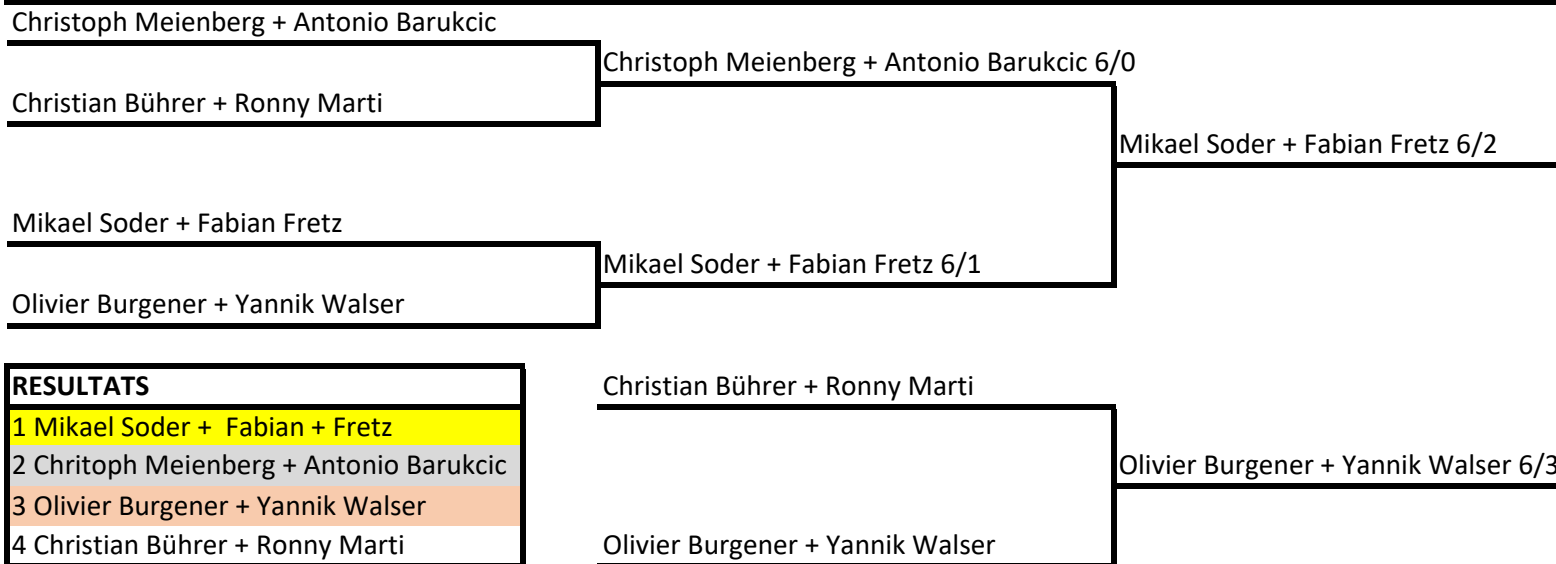 Christoph Meienberg + Antonio Barukcic
Christoph Meienberg + Antonio Barukcic 6/0
Christian Bührer + Ronny Marti
Mikael Soder + Fabian Fretz 6/2
Mikael Soder + Fabian Fretz
Mikael Soder + Fabian Fretz 6/1
Olivier Burgener + Yannik Walser
RESULTATS
1 Mikael Soder +  Fabian + Fretz
2 Chritoph Meienberg + Antonio Barukcic
3 Olivier Burgener + Yannik Walser
4 Christian Bührer + Ronny Marti
Christian Bührer + Ronny Marti
Olivier Burgener + Yannik Walser 6/3
Olivier Burgener + Yannik Walser